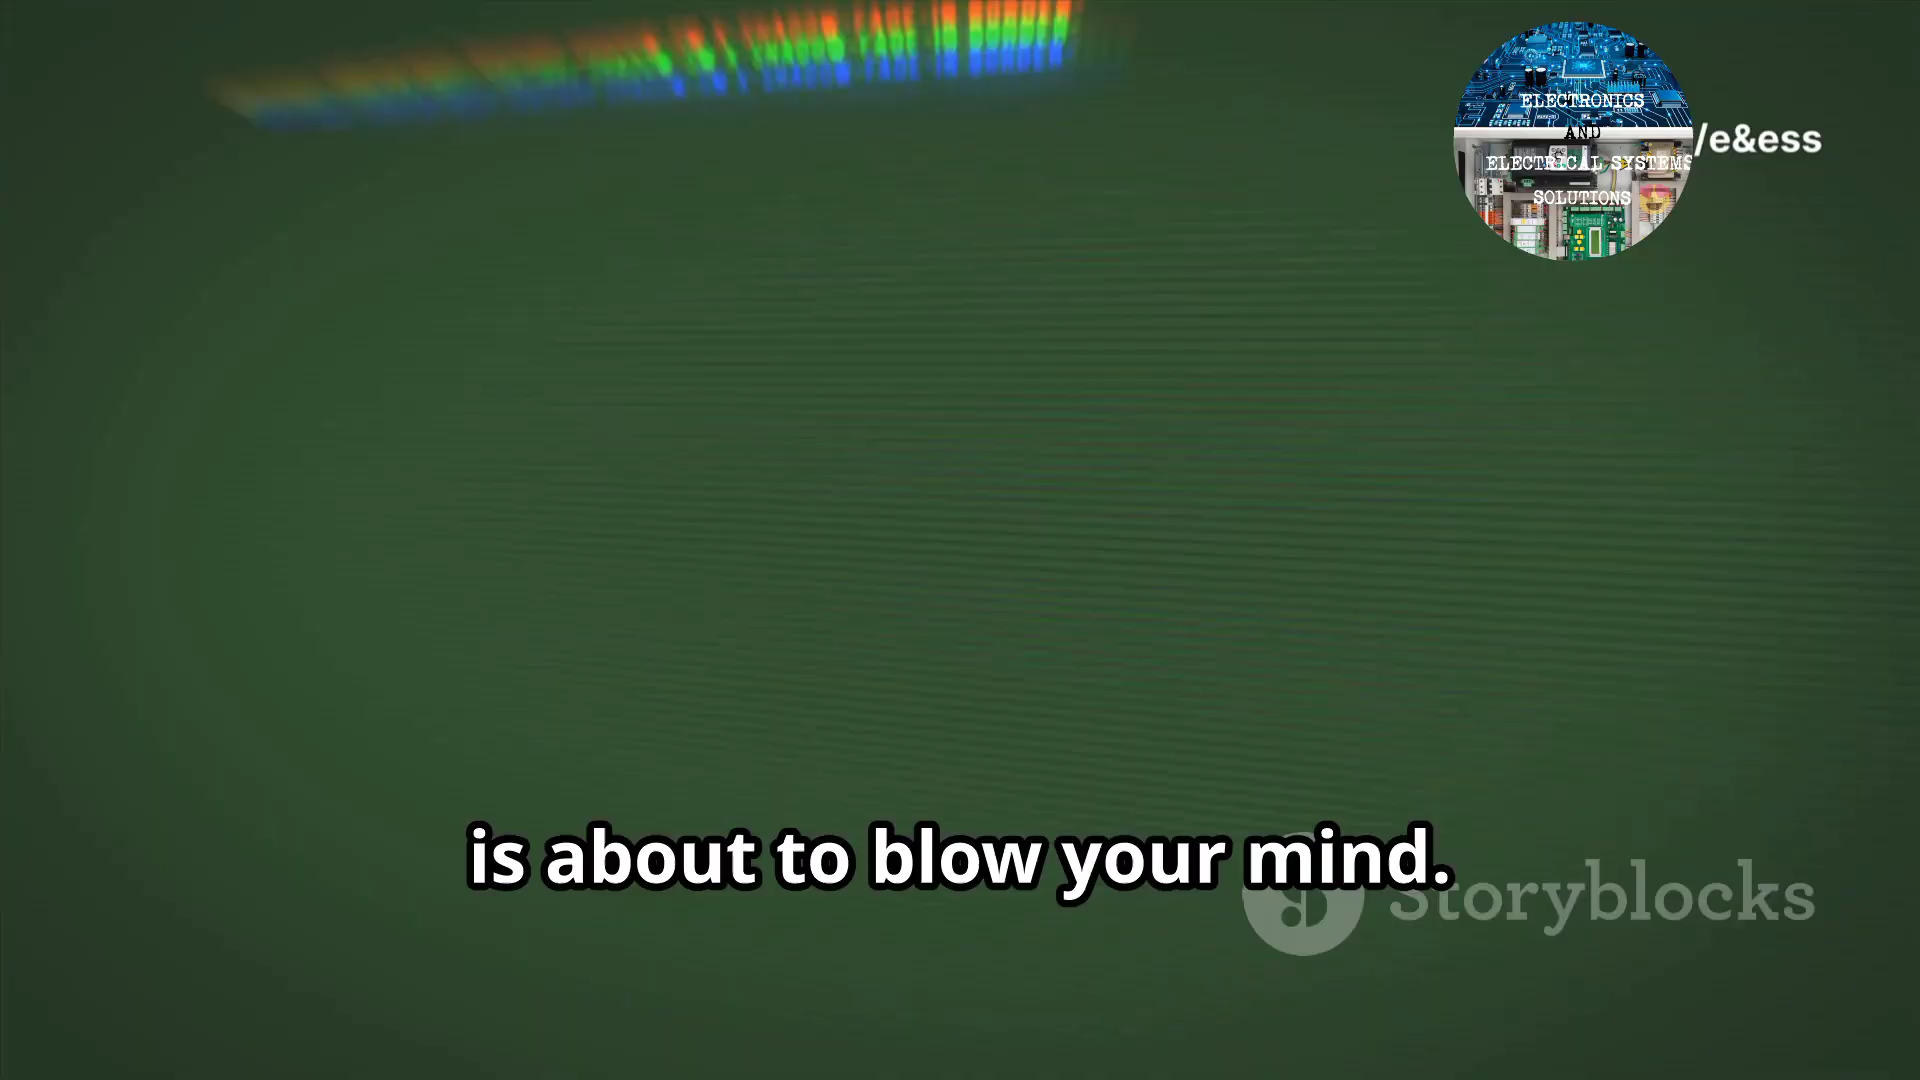 ELECTRONICS
AND
ELECTRICAL SYSTEMS
SOLUTIONS
/e&ess
is about to blow your mind.
Storyblocks